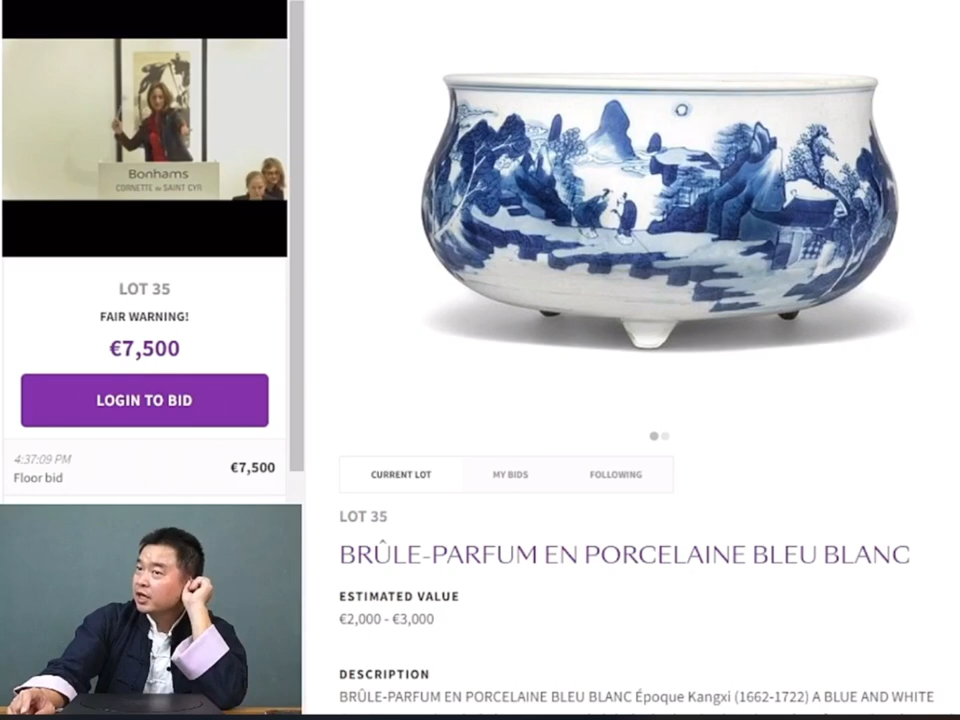 Bonhams
CORNETTE de SAINT CYR
LOT 35
FAIR WARNING!
€7,500
LOGIN TO BID
4:37:09 PM
Floor bid
€7,500
CURRENT LOT
MY BIDS
FOLLOWING
LOT 35
BRÛLE-PARFUM EN PORCELAINE BLEU BLANC
ESTIMATED VALUE
€2,000 - €3,000
DESCRIPTION
BRÛLE-PARFUM EN PORCELAINE BLEU BLANC Époque Kangxi (1662-1722) A BLUE AND WHITE